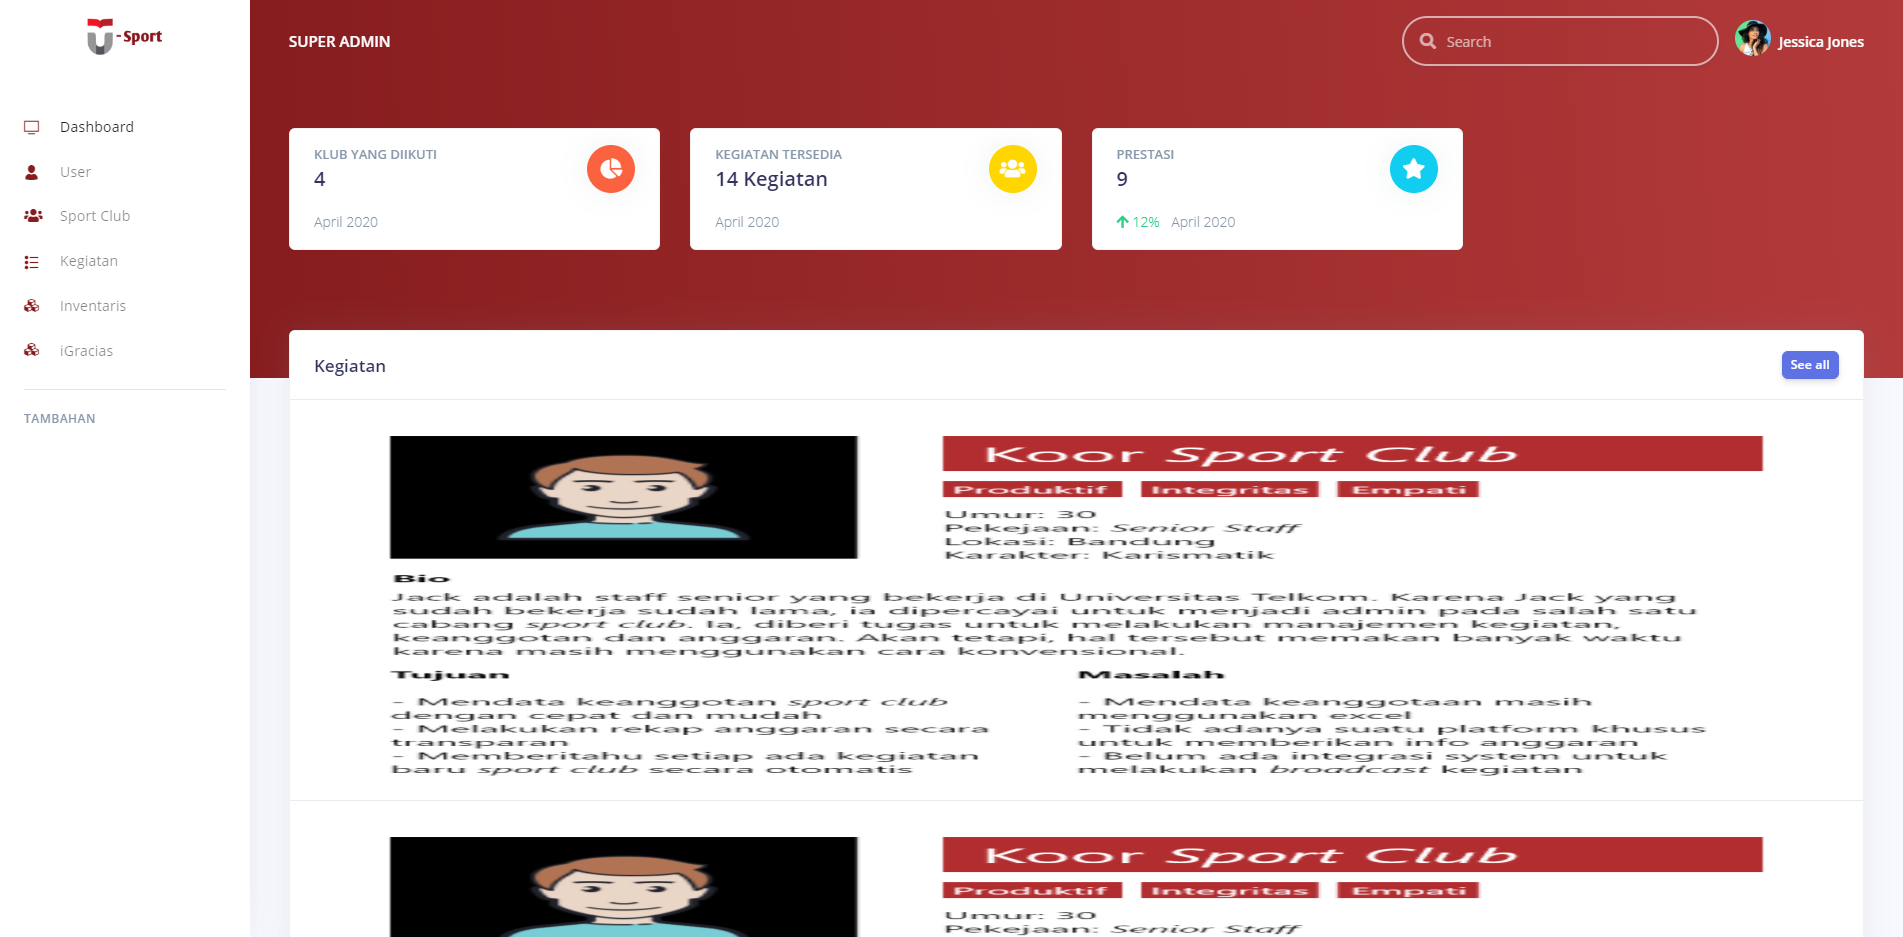 - Sport
SUPER ADMIN
Search
Jessica Jones
Dashboard
User
Sport Club
Kegiatan
Inventaris
iGracias
TAMBAHAN
KLUB YANG DIIKUTI
4
April 2020
KEGIATAN TERSEDIA
14 Kegiatan
April 2020
PRESTASI
9
12% April 2020
Kegiatan
See all
Koor Sport Club
Produktif Integritas Empati
Umur: 30
Pekejaan: Senior Staff
Lokasi: Bandung
Karakter: Karismatik
Bio
Jack adalah staff senior yang bekerja di Universitas Telkom. Karena Jack yang
sudah bekerja sudah lama, ia dipercayai untuk menjadi admin pada salah satu
cabang sport club. Ia, diberi tugas untuk melakukan manajemen kegiatan,
keanggotan dan anggaran. Akan tetapi, hal tersebut memakan banyak waktu
karena masih menggunakan cara konvensional.
Tujuan
- Mendata keanggotan sport club
dengan cepat dan mudah
- Melakukan rekap anggaran secara
transparan
- Memberitahu setiap ada kegiatan
baru sport club secara otomatis
Masalah
- Mendata keanggotaan masih
menggunakan excel
- Tidak adanya suatu platform khusus
untuk memberikan info anggaran
- Belum ada integrasi system untuk
melakukan broadcast kegiatan
Koor Sport Club
Produktif Integritas Empati
Umur: 30
Pekejaan: Senior Staff